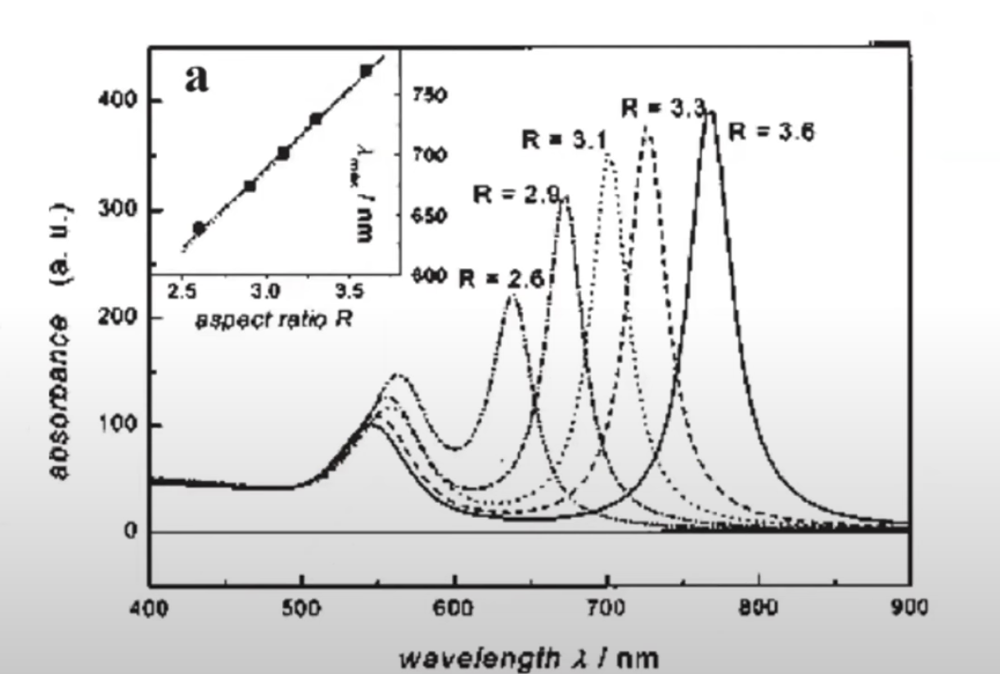 a
400
300
200
100
0
absorbance (a. u.)
750
700
650
600
λmax / nm
2.5 3.0 3.5
aspect ratio R
R = 2.6
R = 2.9
R = 3.1
R = 3.3
R = 3.6
400 500 600 700 800 900
wavelength λ / nm